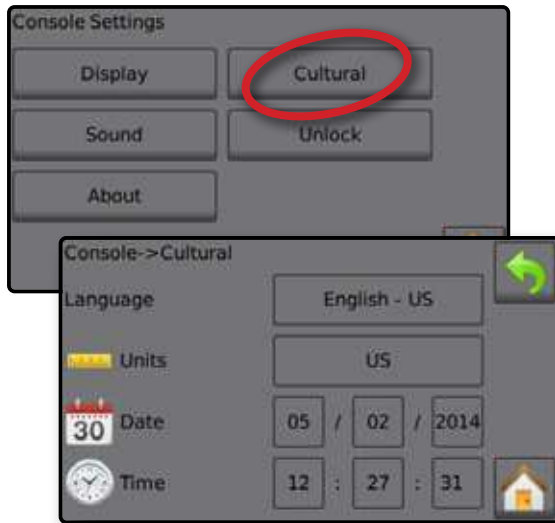 Console Settings
Display Cultural
Sound Unlock
About
Console->Cultural
Language English - US
Units US
30 Date 05 / 02 / 2014
Time 12 : 27 : 31